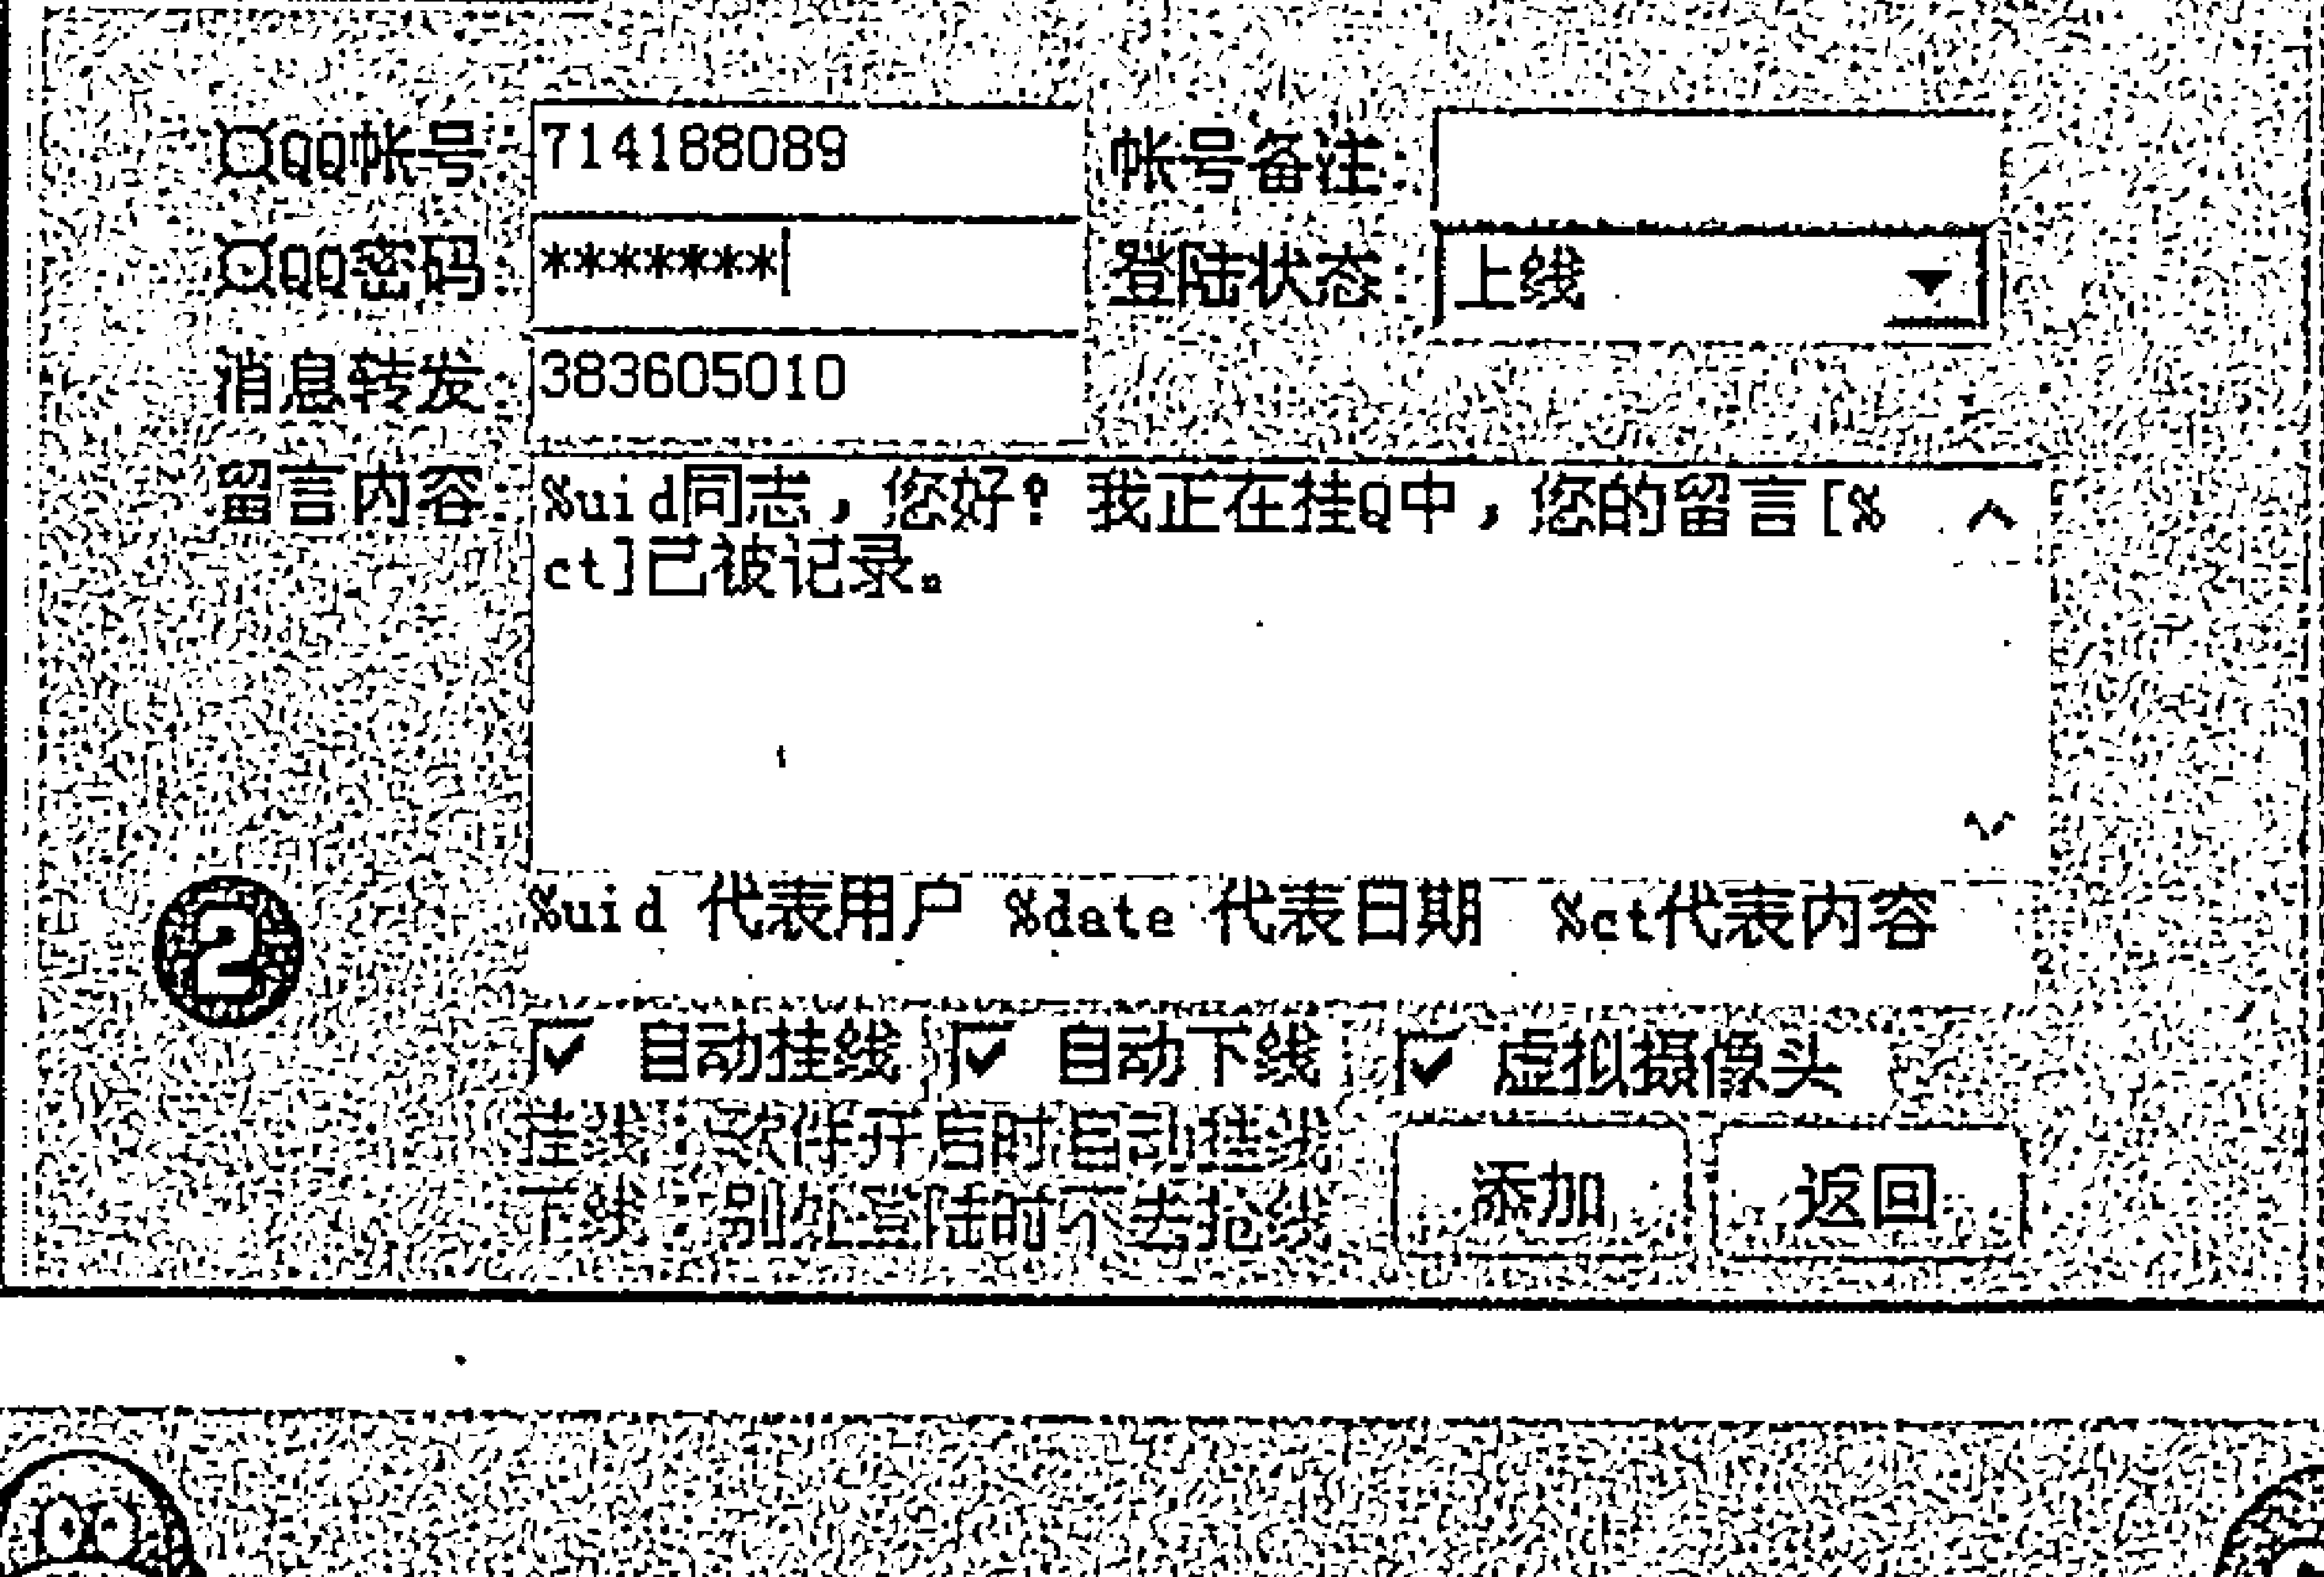 ¤QQ帐号: 714188089 帐号备注:
¤QQ密码: *******| 登陆状态: 上线
消息转发: 383605010
留言内容: %uid同志,您好! 我正在挂Q中,您的留言[%
ct]已被记录。
%uid 代表用户 %date 代表日期 %ct代表内容
2
自动挂线 自动下线 虚拟摄像头
挂线:软件开启时自动挂线
下线:别处登陆时不去抢线
添加 返回